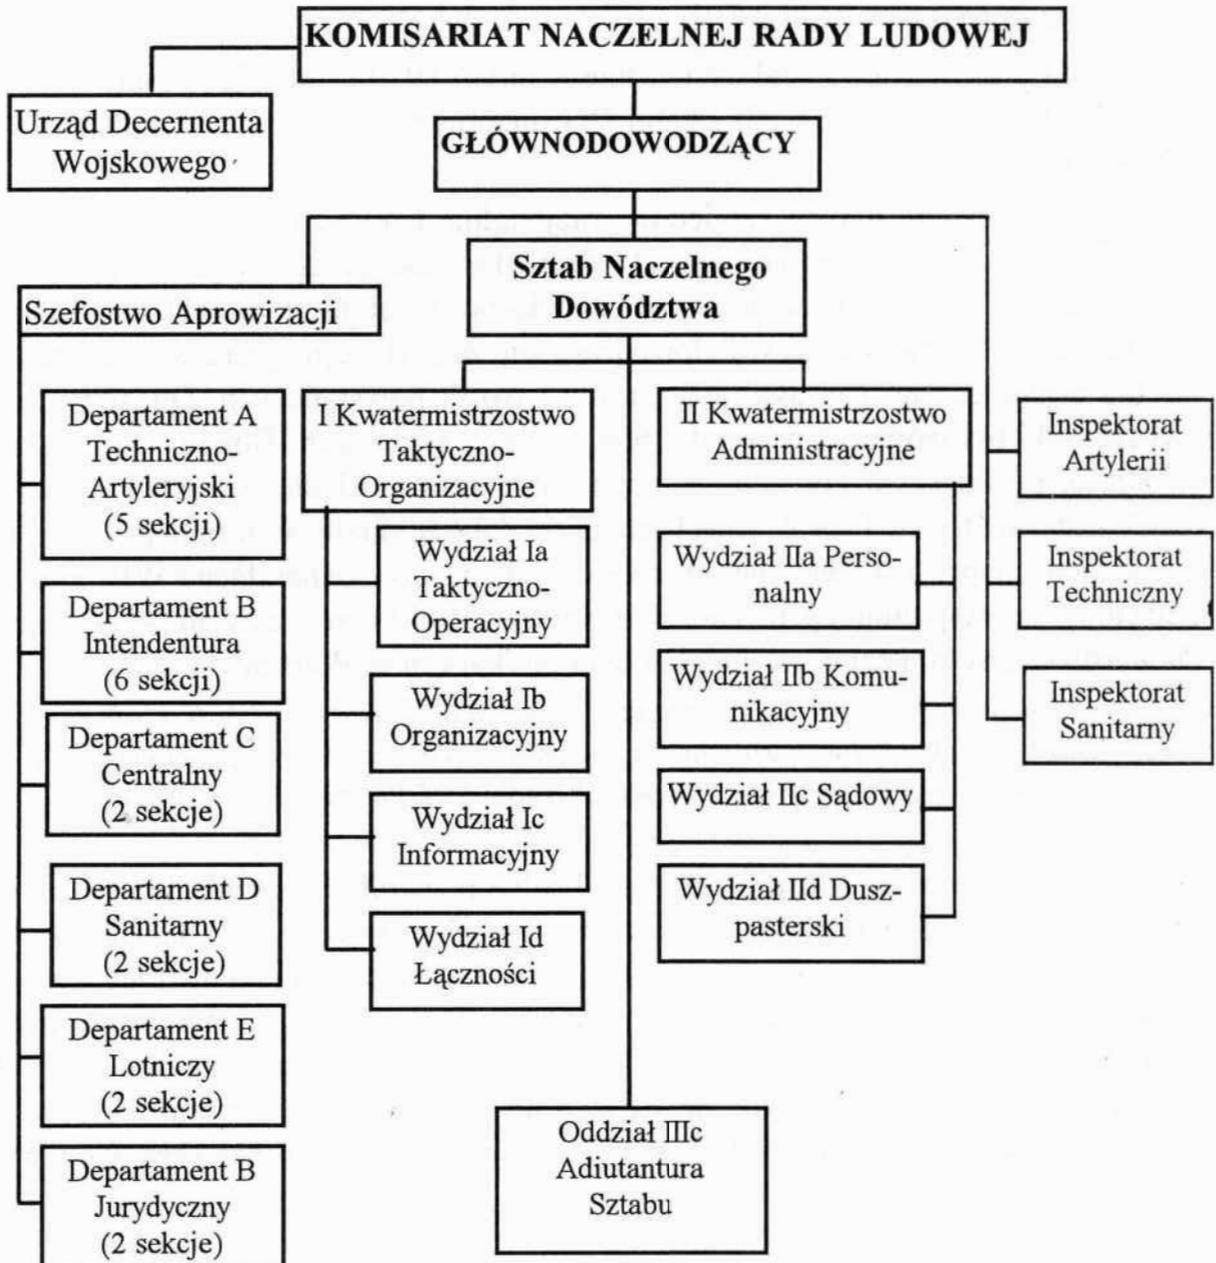 KOMISARIAT NACZELNEJ RADY LUDOWEJ
Urząd Decernenta
Wojskowego
GŁÓWNODOWODZĄCY
Sztab Naczelnego
Dowództwa
Szefostwo Aprowizacji
Departament A
Techniczno-
Artyleryjski
(5 sekcji)
Departament B
Intendentura
(6 sekcji)
Departament C
Centralny
(2 sekcje)
Departament D
Sanitarny
(2 sekcje)
Departament E
Lotniczy
(2 sekcje)
Departament B
Jurydyczny
(2 sekcje)
I Kwatermistrzostwo
Taktyczno-
Organizacyjne
Wydział Ia
Taktyczno-
Operacyjny
Wydział Ib
Organizacyjny
Wydział Ic
Informacyjny
Wydział Id
Łączności
II Kwatermistrzostwo
Administracyjne
Wydział IIa Perso-
nalny
Wydział IIb Komu-
nikacyjny
Wydział IIc Sądowy
Wydział IId Dusz-
pasterski
Oddział IIIc
Adiutantura
Sztabu
Inspektorat
Artylerii
Inspektorat
Techniczny
Inspektorat
Sanitarny